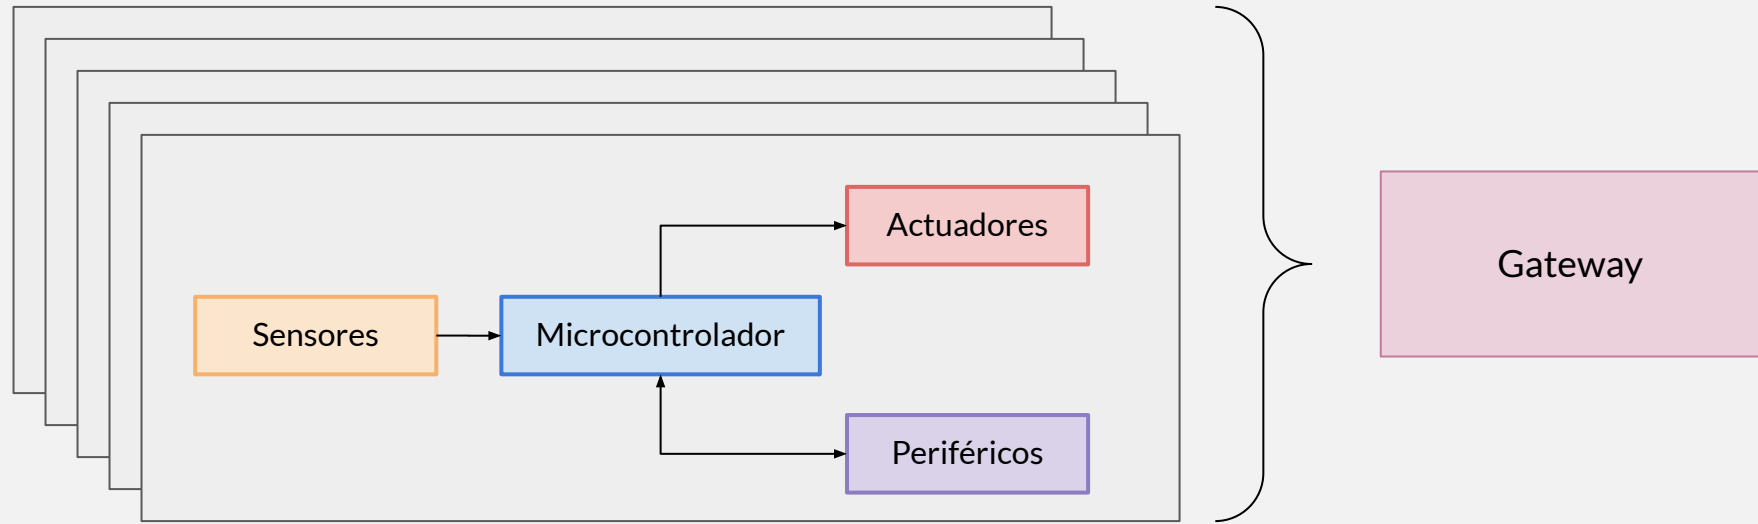 Actuadores
Sensores
Microcontrolador
Periféricos
Gateway